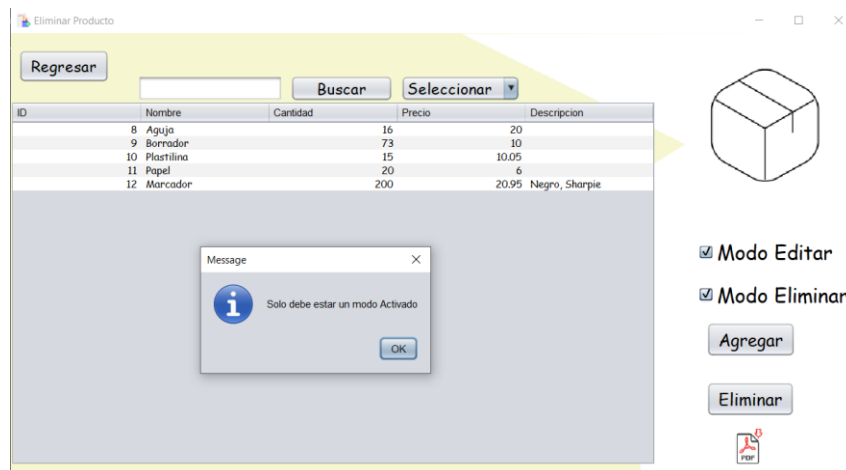 Eliminar Producto
Regresar
Buscar
Seleccionar
ID Nombre Cantidad Precio Descripcion
8 Aguja 16 20
9 Borrador 73 10
10 Plastilina 15 10.05
11 Papel 20 6
12 Marcador 200 20.95 Negro, Sharpie
Message
Solo debe estar un modo Activado
OK
Modo Editar
Modo Eliminar
Agregar
Eliminar
PDF